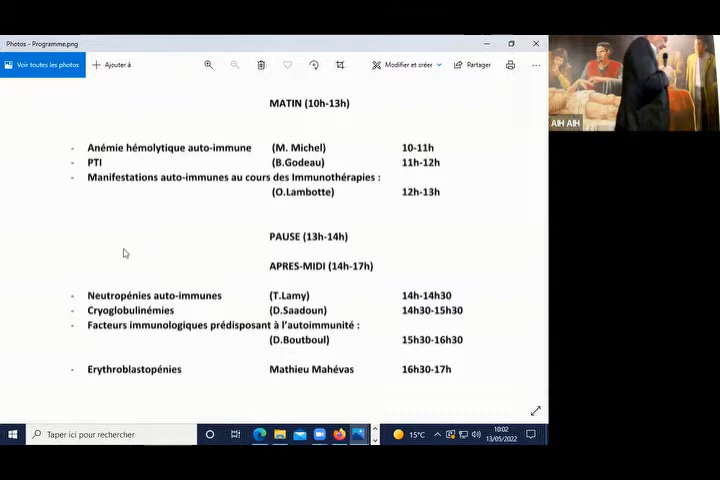 Photos - Programme.png
Voir toutes les photos
Ajouter à
Modifier et créer
Partager
MATIN (10h-13h)
- Anémie hémolytique auto-immune (M. Michel) 10-11h
- PTI (B.Godeau) 11h-12h
- Manifestations auto-immunes au cours des Immunothérapies :
(O.Lambotte) 12h-13h
PAUSE (13h-14h)
APRES-MIDI (14h-17h)
- Neutropénies auto-immunes (T.Lamy) 14h-14h30
- Cryoglobulinémies (D.Saadoun) 14h30-15h30
- Facteurs immunologiques prédisposant à l'autoimmunité :
(D.Boutboul) 15h30-16h30
- Erythroblastopénies Mathieu Mahévas 16h30-17h
Taper ici pour rechercher
15°C
10:02
13/05/2022
AIH AIH